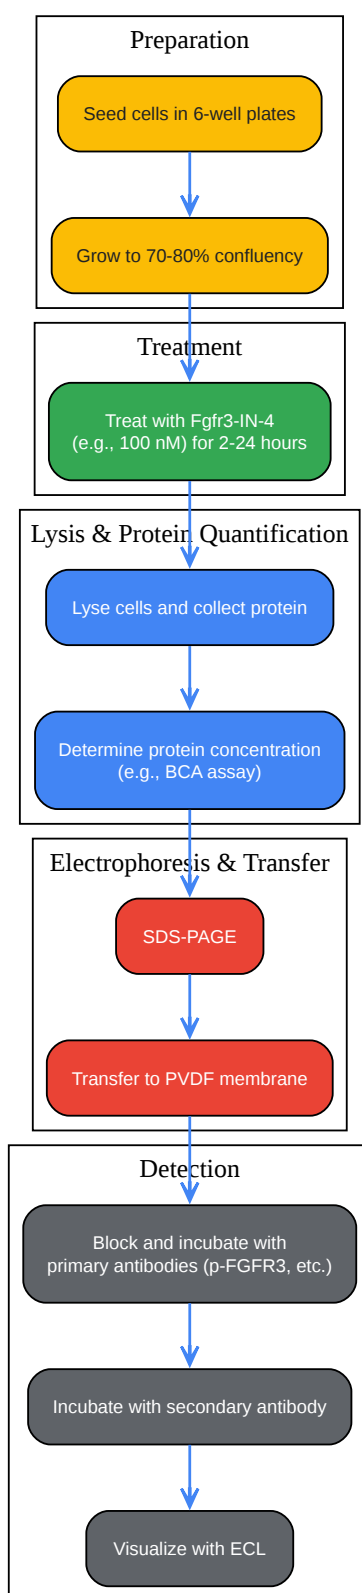 Preparation
Seed cells in 6-well plates
Grow to 70-80% confluency
Treatment
Treat with Fgfr3-IN-4
(e.g., 100 nM) for 2-24 hours
Lysis & Protein Quantification
Lyse cells and collect protein
Determine protein concentration
(e.g., BCA assay)
Electrophoresis & Transfer
SDS-PAGE
Transfer to PVDF membrane
Detection
Block and incubate with
primary antibodies (p-FGFR3, etc.)
Incubate with secondary antibody
Visualize with ECL